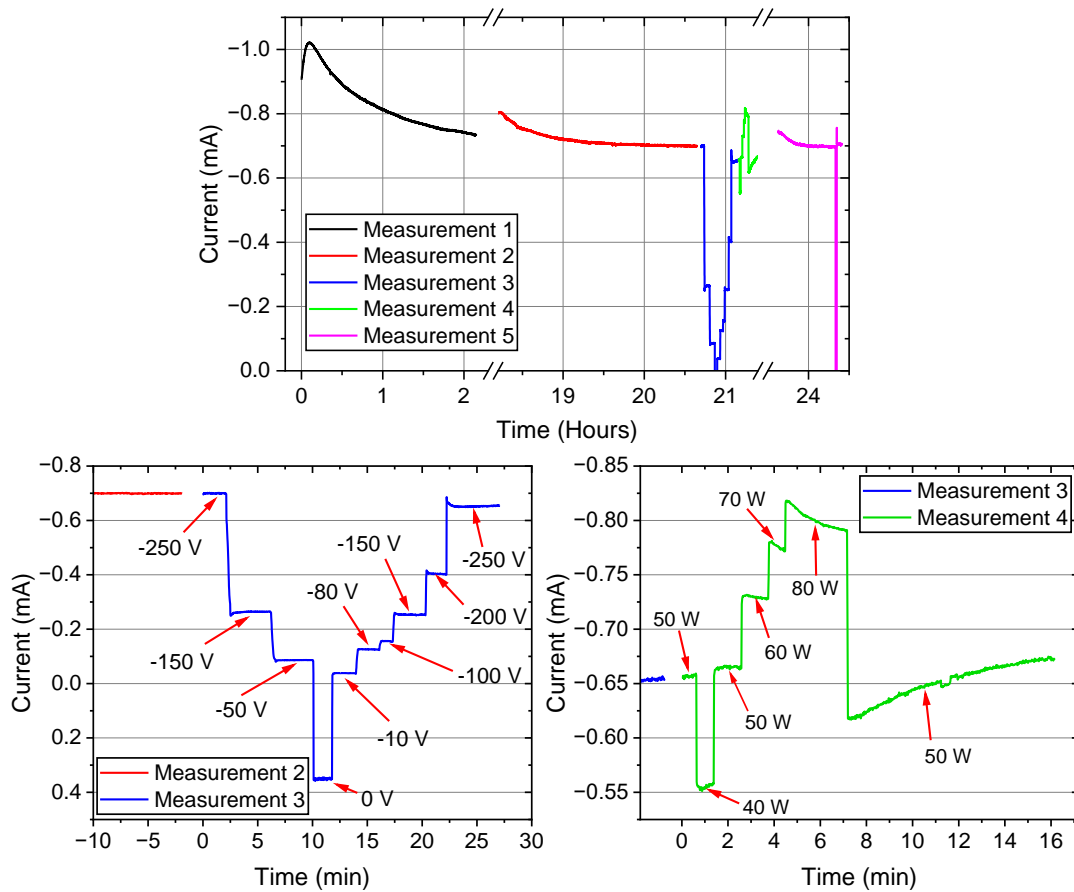 −1.0
−0.8
−0.6
−0.4
−0.2
0.0
Current (mA)
Measurement 1
Measurement 2
Measurement 3
Measurement 4
Measurement 5
0 1 2 19 20 21 24
Time (Hours)
−0.8
−0.6
−0.4
−0.2
0.0
0.2
0.4
Current (mA)
-250 V
-150 V
-50 V
0 V
-10 V
-80 V
-100 V
-150 V
-200 V
-250 V
Measurement 2
Measurement 3
−10 −5 0 5 10 15 20 25 30
Time (min)
−0.85
−0.80
−0.75
−0.70
−0.65
−0.60
−0.55
Current (mA)
Measurement 3
Measurement 4
50 W
40 W
50 W
60 W
70 W
80 W
50 W
0 2 4 6 8 10 12 14 16
Time (min)